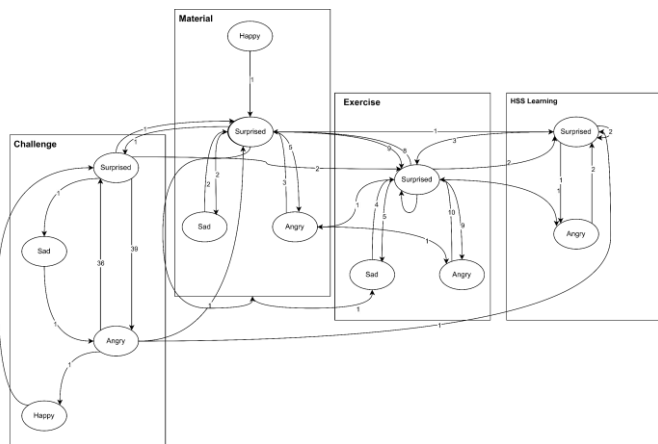 Material
Happy
1
Exercise
HSS Learning
Challenge
1
1
Surprised
Surprised
1
Surprised
2
3
5
2
Surprised
2
2
3
2
1
4
5
10
9
1
1
2
Sad
Angry
Angry
Sad
36
39
1
Sad
Angry
1
1
1
Angry
1
1
Happy